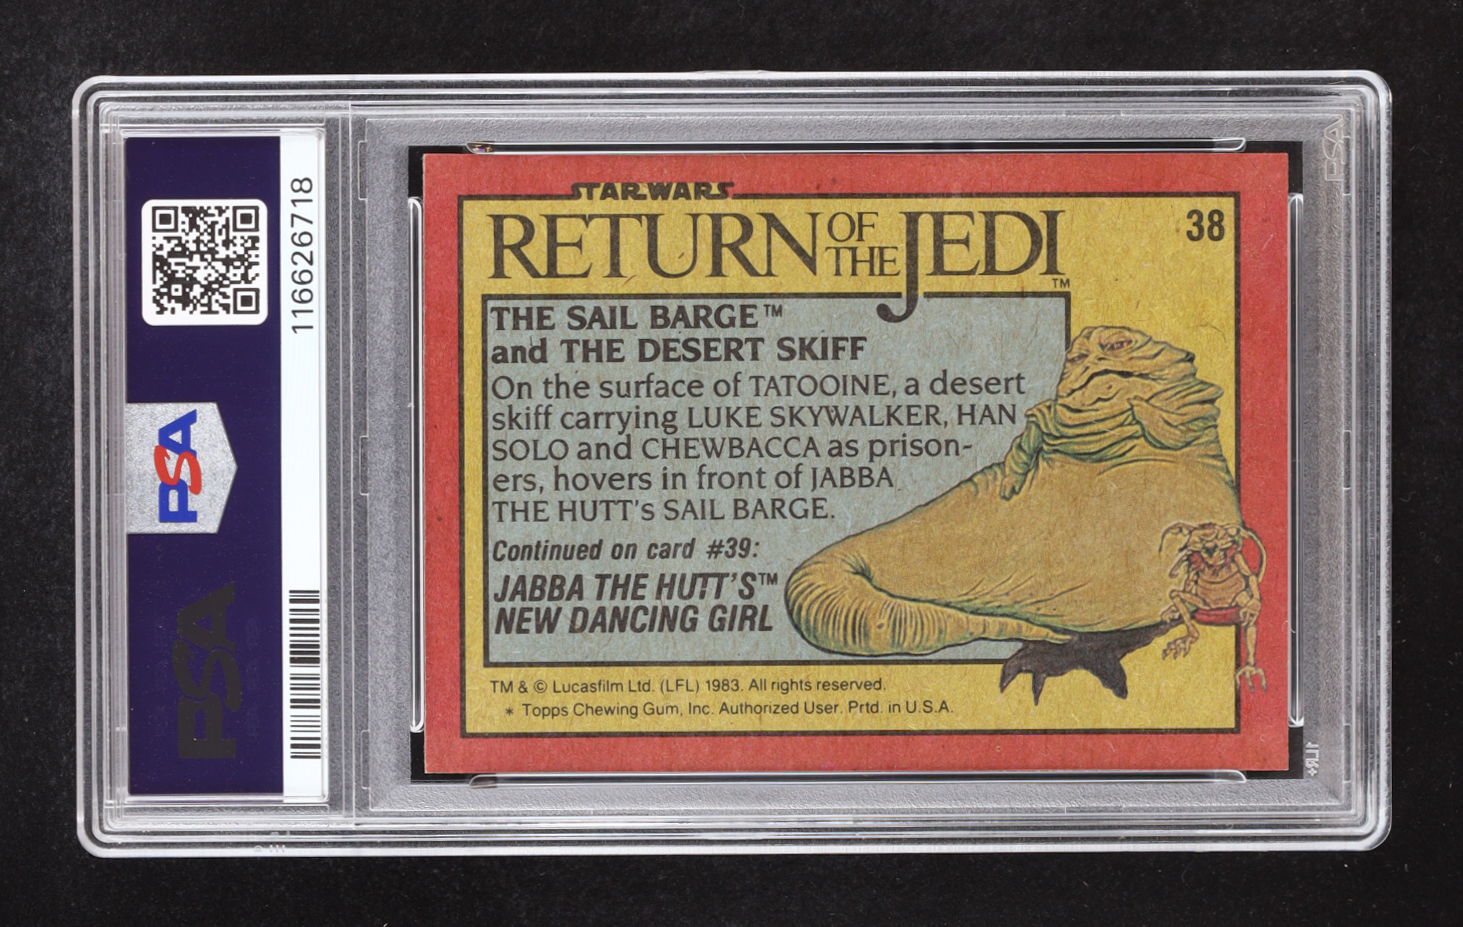 116626718
PSA
PSA
STAR WARS
RETURN OF THE JEDI™
38
THE SAIL BARGE™
and THE DESERT SKIFF
On the surface of TATOOINE, a desert
skiff carrying LUKE SKYWALKER, HAN
SOLO and CHEWBACCA as prison-
ers, hovers in front of JABBA
THE HUTT's SAIL BARGE.
Continued on card #39:
JABBA THE HUTT'S™
NEW DANCING GIRL
TM & © Lucasfilm Ltd. (LFL) 1983. All rights reserved.
* Topps Chewing Gum, Inc. Authorized User. Prtd. in U.S.A.
PSA